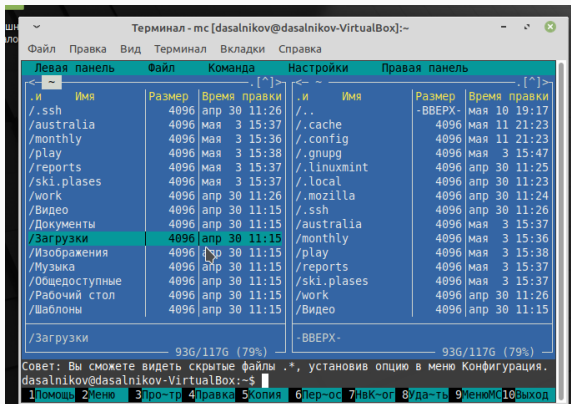 Терминал - mc [dasalnikov@dasalnikov-VirtualBox]:~
Файл Правка Вид Терминал Вкладки Справка
Левая панель Файл Команда Настройки Правая панель
<- ~ .[^]> <- ~ .[^]>
.и Имя Размер Время правки .и Имя Размер Время правки
/.ssh 4096 апр 30 11:26 /.. -ВВЕРХ- мая 10 19:17
/australia 4096 мая 3 15:37 /.cache 4096 мая 11 21:23
/monthly 4096 мая 3 15:36 /.config 4096 мая 11 21:23
/play 4096 мая 3 15:38 /.gnupg 4096 мая 3 15:47
/reports 4096 мая 3 15:37 /.linuxmint 4096 апр 30 11:25
/ski.plases 4096 мая 3 15:37 /.local 4096 апр 30 11:23
/work 4096 апр 30 11:26 /.mozilla 4096 апр 30 11:24
/Видео 4096 апр 30 11:15 /.ssh 4096 апр 30 11:26
/Документы 4096 апр 30 11:15 /australia 4096 мая 3 15:37
/Загрузки 4096 апр 30 11:15 /monthly 4096 мая 3 15:36
/Изображения 4096 апр 30 11:15 /play 4096 мая 3 15:38
/Музыка 4096 апр 30 11:15 /reports 4096 мая 3 15:37
/Общедоступные 4096 апр 30 11:15 /ski.plases 4096 мая 3 15:37
/Рабочий стол 4096 апр 30 11:15 /work 4096 апр 30 11:26
/Шаблоны 4096 апр 30 11:15 /Видео 4096 апр 30 11:15
/Загрузки -ВВЕРХ-
93G/117G (79%) 93G/117G (79%)
Совет: Вы сможете видеть скрытые файлы .*, установив опцию в меню Конфигурация.
dasalnikov@dasalnikov-VirtualBox:~$
1Помощь 2Меню 3Про~тр 4Правка 5Копия 6Пер~ос 7НвК~ог 8Уда~ть 9МенюMC 10Выход